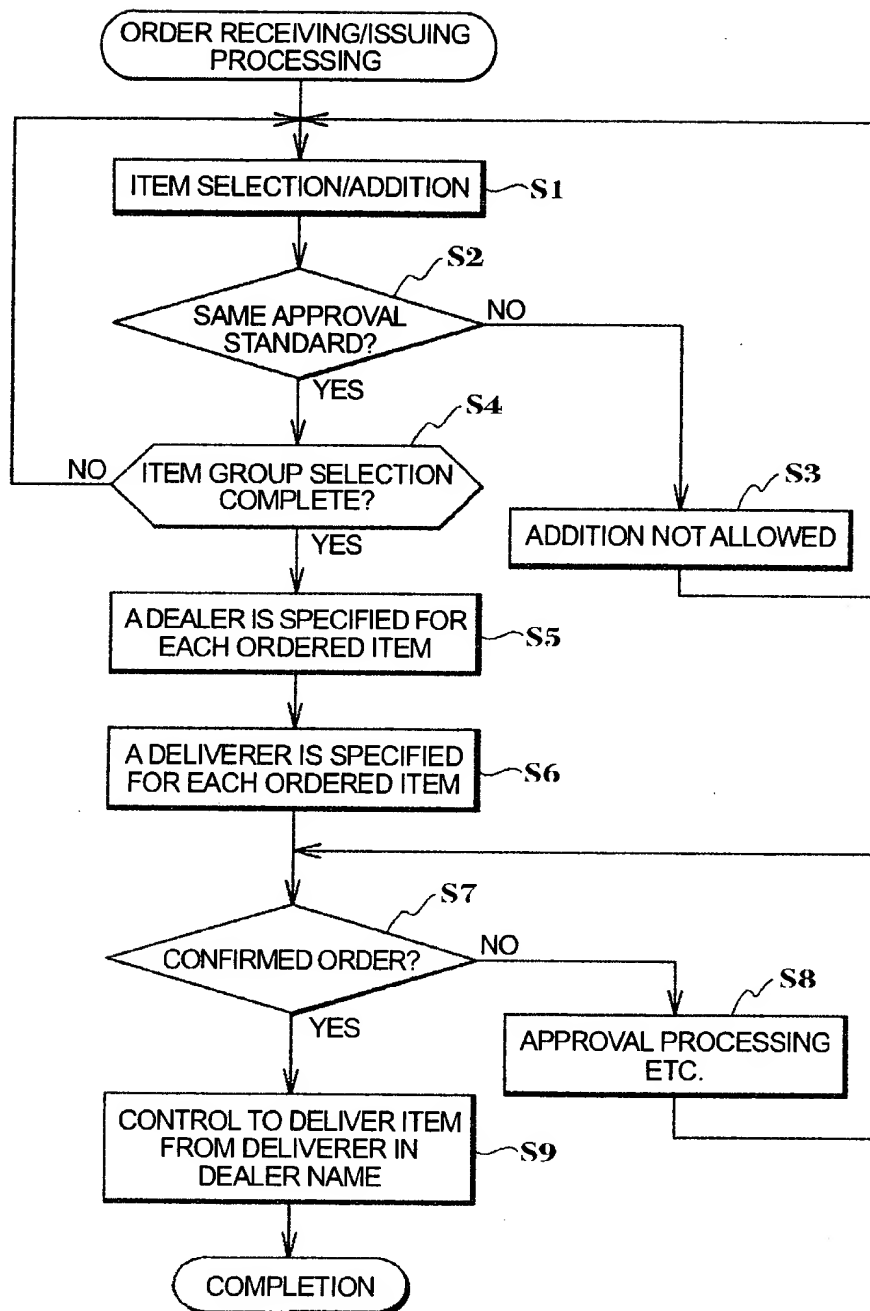 ORDER RECEIVING/ISSUING
PROCESSING
ITEM SELECTION/ADDITION
S1
S2
SAME APPROVAL
STANDARD?
NO
YES
S4
NO
ITEM GROUP SELECTION
COMPLETE?
YES
S3
ADDITION NOT ALLOWED
A DEALER IS SPECIFIED FOR
EACH ORDERED ITEM
S5
A DELIVERER IS SPECIFIED
FOR EACH ORDERED ITEM
S6
S7
CONFIRMED ORDER?
NO
YES
S8
APPROVAL PROCESSING
ETC.
CONTROL TO DELIVER ITEM
FROM DELIVERER IN
DEALER NAME
S9
COMPLETION